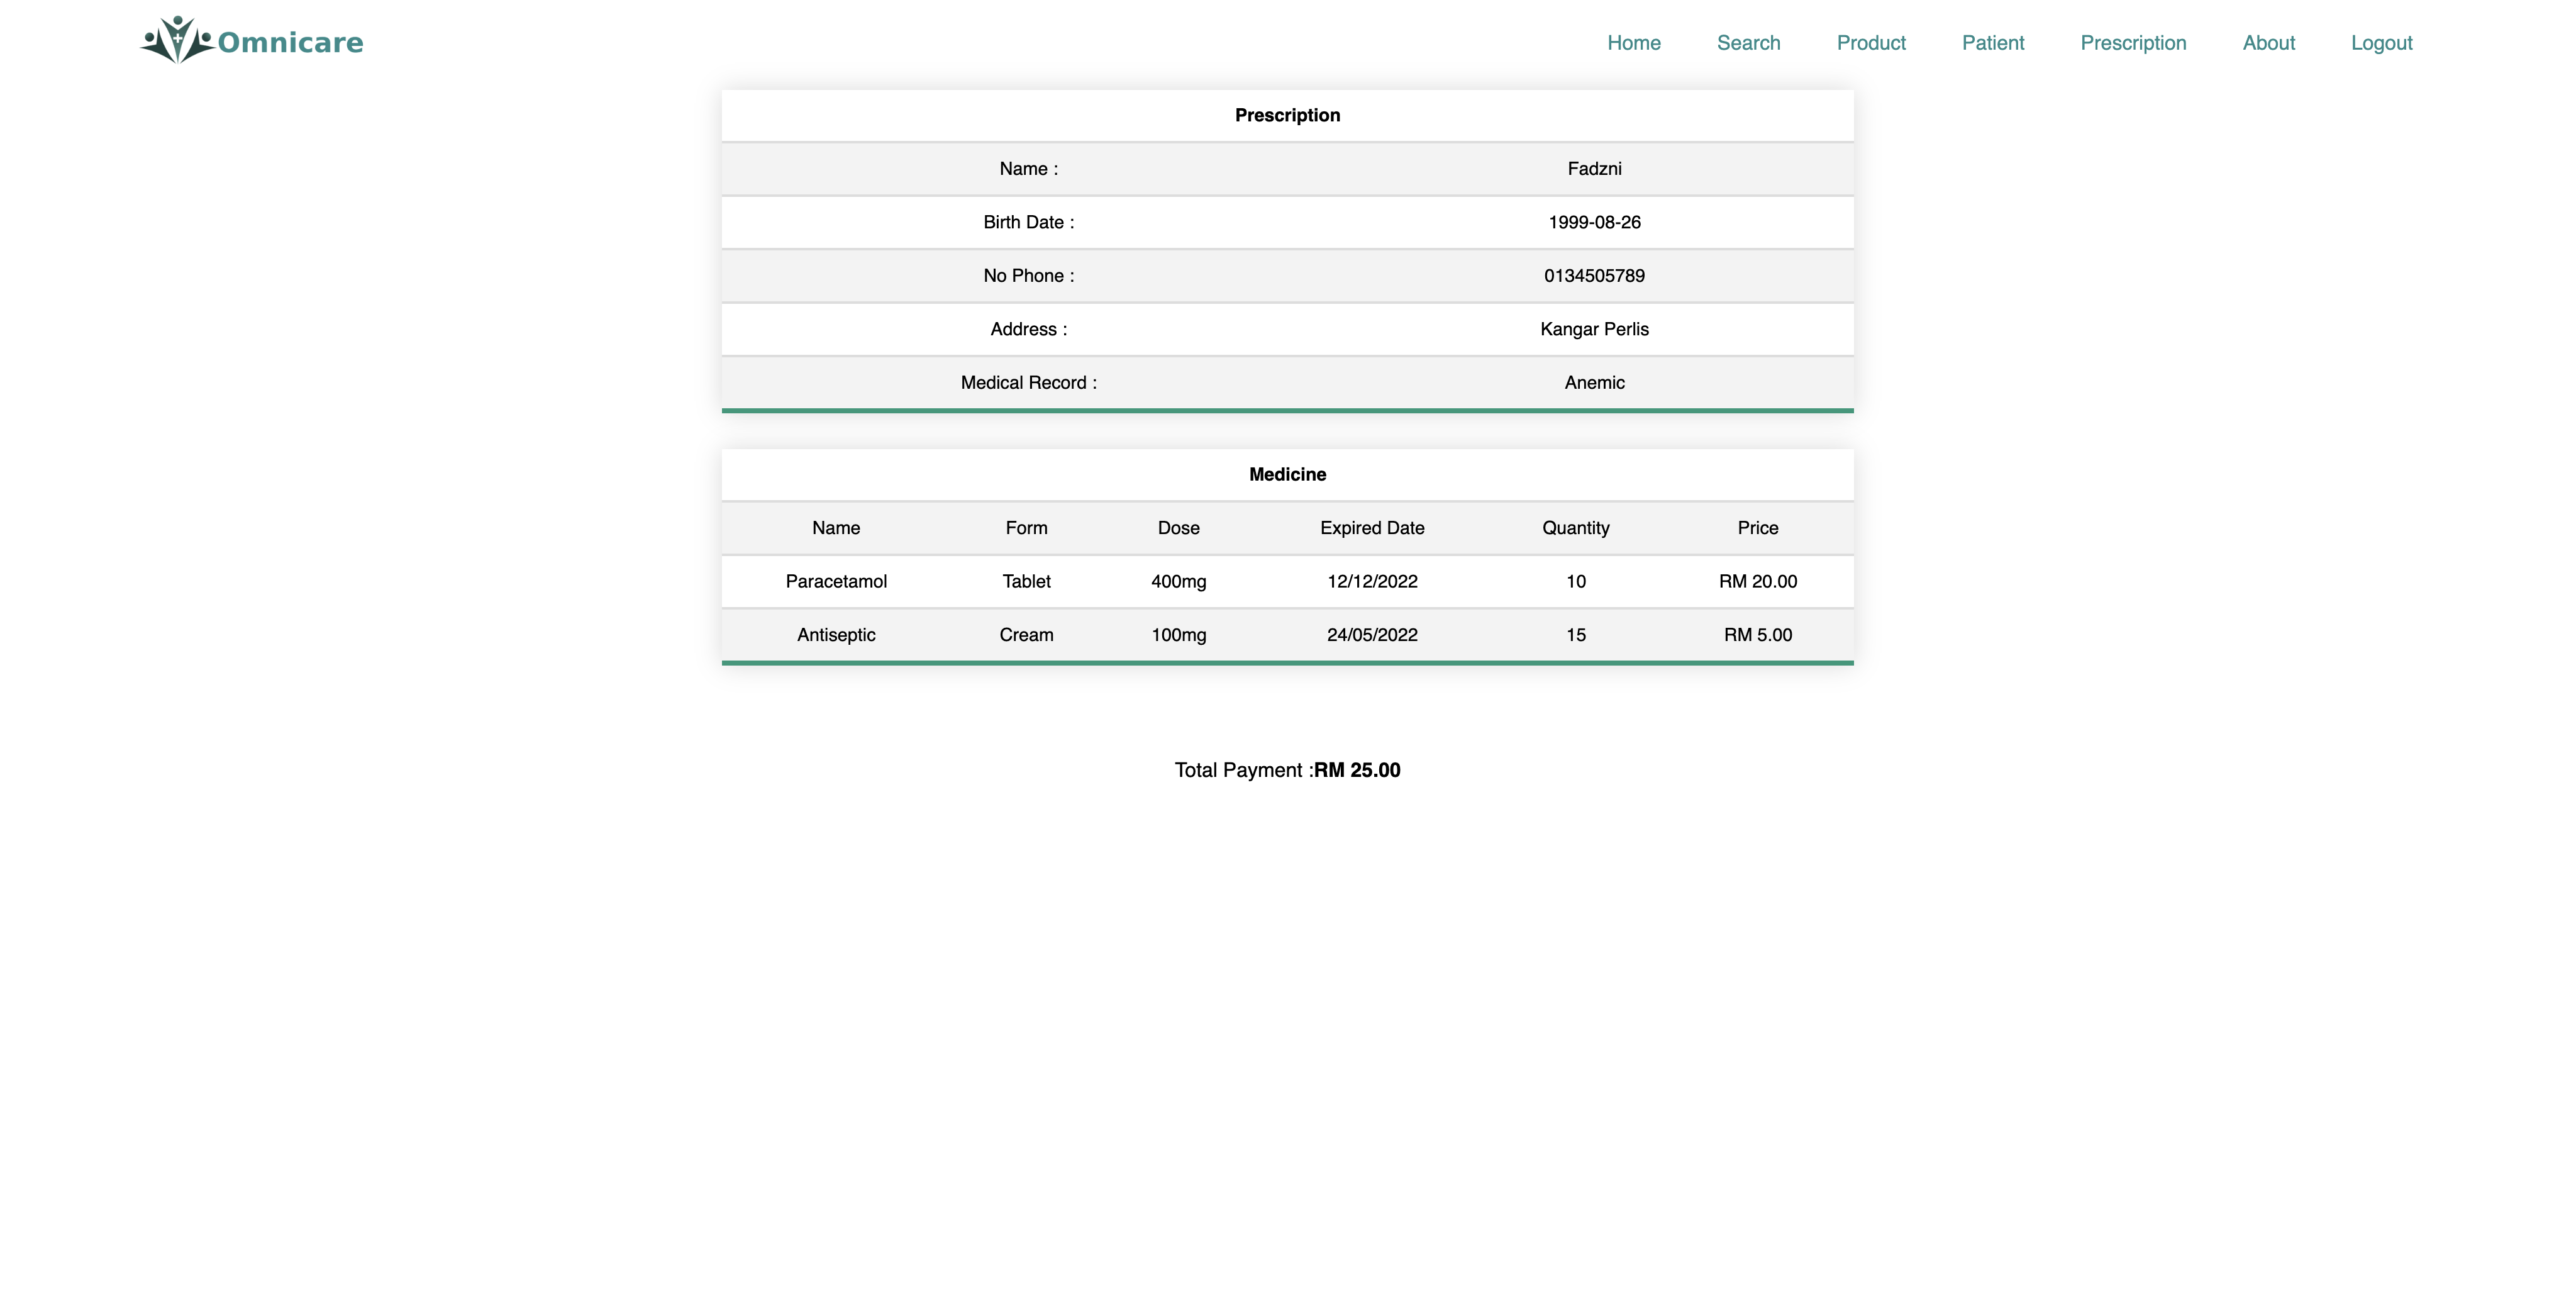 Omnicare
Home Search Product Patient Prescription About Logout
Prescription
Name : Fadzni
Birth Date : 1999-08-26
No Phone : 0134505789
Address : Kangar Perlis
Medical Record : Anemic
Medicine
Name Form Dose Expired Date Quantity Price
Paracetamol Tablet 400mg 12/12/2022 10 RM 20.00
Antiseptic Cream 100mg 24/05/2022 15 RM 5.00
Total Payment :RM 25.00